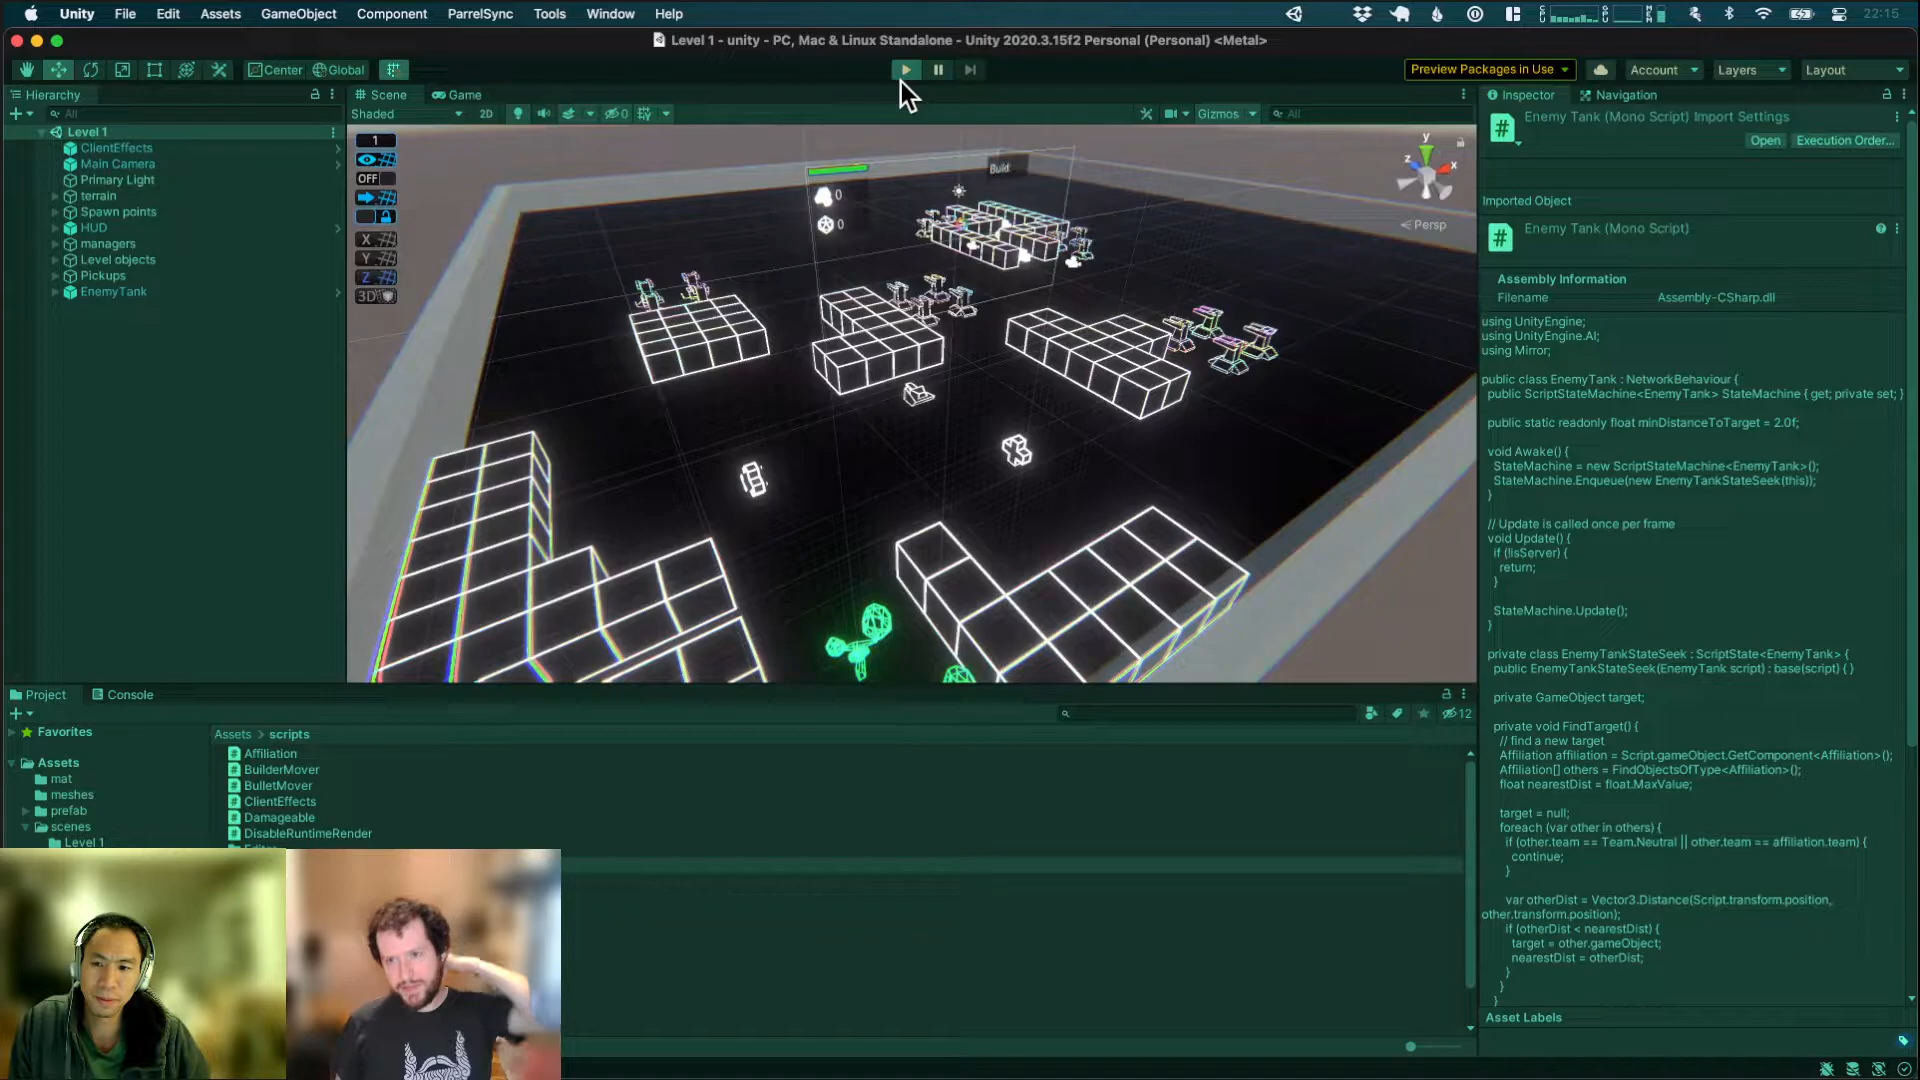 Unity File Edit Assets GameObject Component ParrelSync Tools Window Help
22:15
Level 1 - unity - PC, Mac & Linux Standalone - Unity 2020.3.15f2 Personal (Personal) <Metal>
Center Global
Preview Packages in Use Account Layers Layout
Hierarchy
All
Level 1
ClientEffects
Main Camera
Primary Light
terrain
Spawn points
HUD
managers
Level objects
Pickups
EnemyTank
Scene Game
Shaded 2D 0 Gizmos All
1
OFF
X
Y
Z
3D
0
0
Build
y
z x
Persp
Inspector Navigation
Enemy Tank (Mono Script) Import Settings
Open Execution Order...
Imported Object
Enemy Tank (Mono Script)
Assembly Information
Filename Assembly-CSharp.dll
using UnityEngine;
using UnityEngine.AI;
using Mirror;
public class EnemyTank : NetworkBehaviour {
public ScriptStateMachine<EnemyTank> StateMachine { get; private set; }
public static readonly float minDistanceToTarget = 2.0f;
void Awake() {
StateMachine = new ScriptStateMachine<EnemyTank>();
StateMachine.Enqueue(new EnemyTankStateSeek(this));
}
// Update is called once per frame
void Update() {
if (!isServer) {
return;
}
StateMachine.Update();
}
private class EnemyTankStateSeek : ScriptState<EnemyTank> {
public EnemyTankStateSeek(EnemyTank script) : base(script) { }
private GameObject target;
private void FindTarget() {
// find a new target
Affiliation affiliation = Script.gameObject.GetComponent<Affiliation>();
Affiliation[] others = FindObjectsOfType<Affiliation>();
float nearestDist = float.MaxValue;
target = null;
foreach (var other in others) {
if (other.team == Team.Neutral || other.team == affiliation.team) {
continue;
}
var otherDist = Vector3.Distance(Script.transform.position,
other.transform.position);
if (otherDist < nearestDist) {
target = other.gameObject;
nearestDist = otherDist;
}
}
}
Asset Labels
Project Console
12
Favorites
Assets
mat
meshes
prefab
scenes
Level 1
Assets scripts
Affiliation
BuilderMover
BulletMover
ClientEffects
Damageable
DisableRuntimeRender